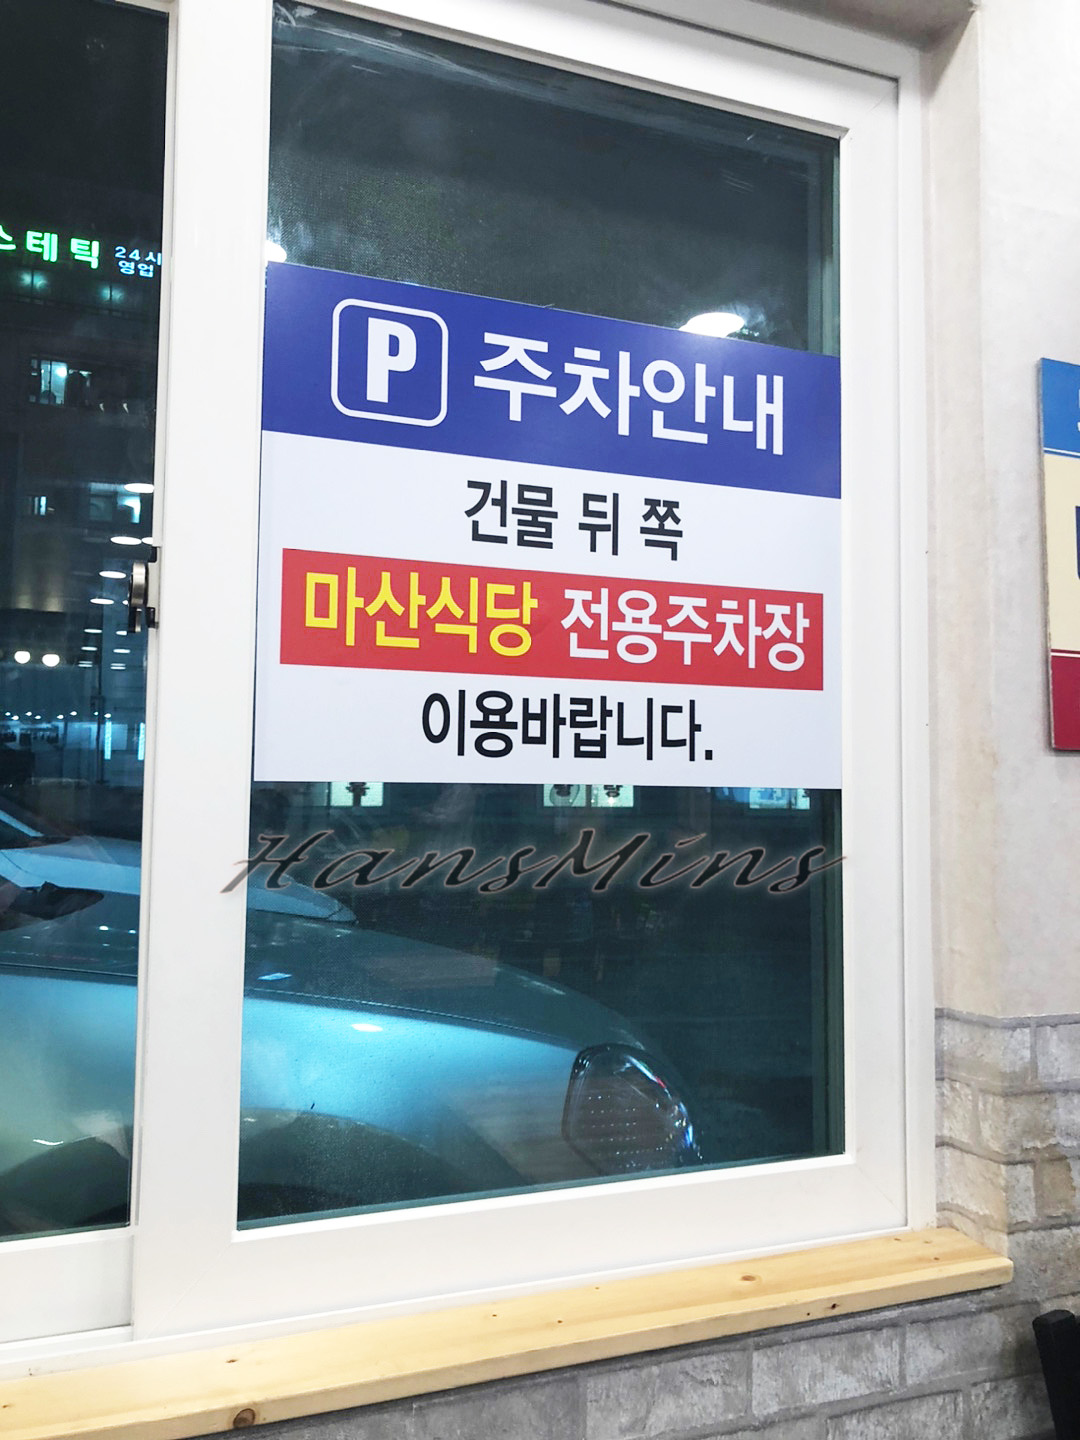 스테틱
24시
영업
P 주차안내
건물 뒤 쪽
마산식당 전용주차장
이용바랍니다.
HansMins